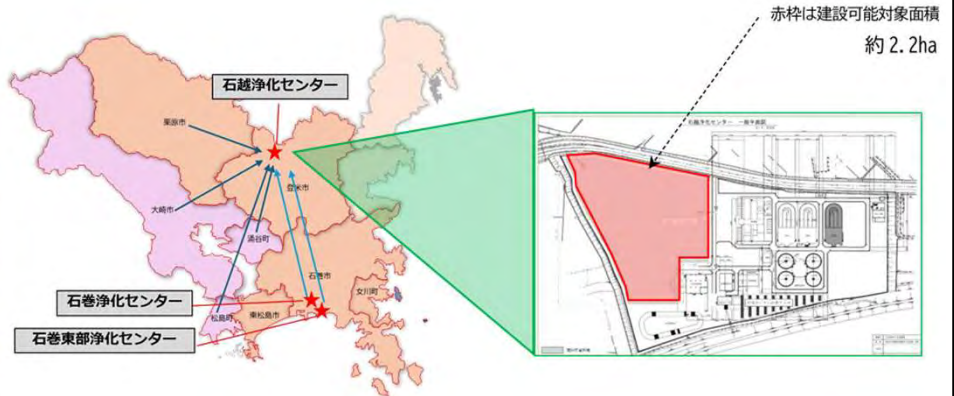 赤枠は建設可能対象面積
約2.2ha
石越浄化センター
栗原市
登米市
大崎市
涌谷町
石巻市
女川町
石巻浄化センター
東松島市
松島町
石巻東部浄化センター
石越浄化センター 一般平面図